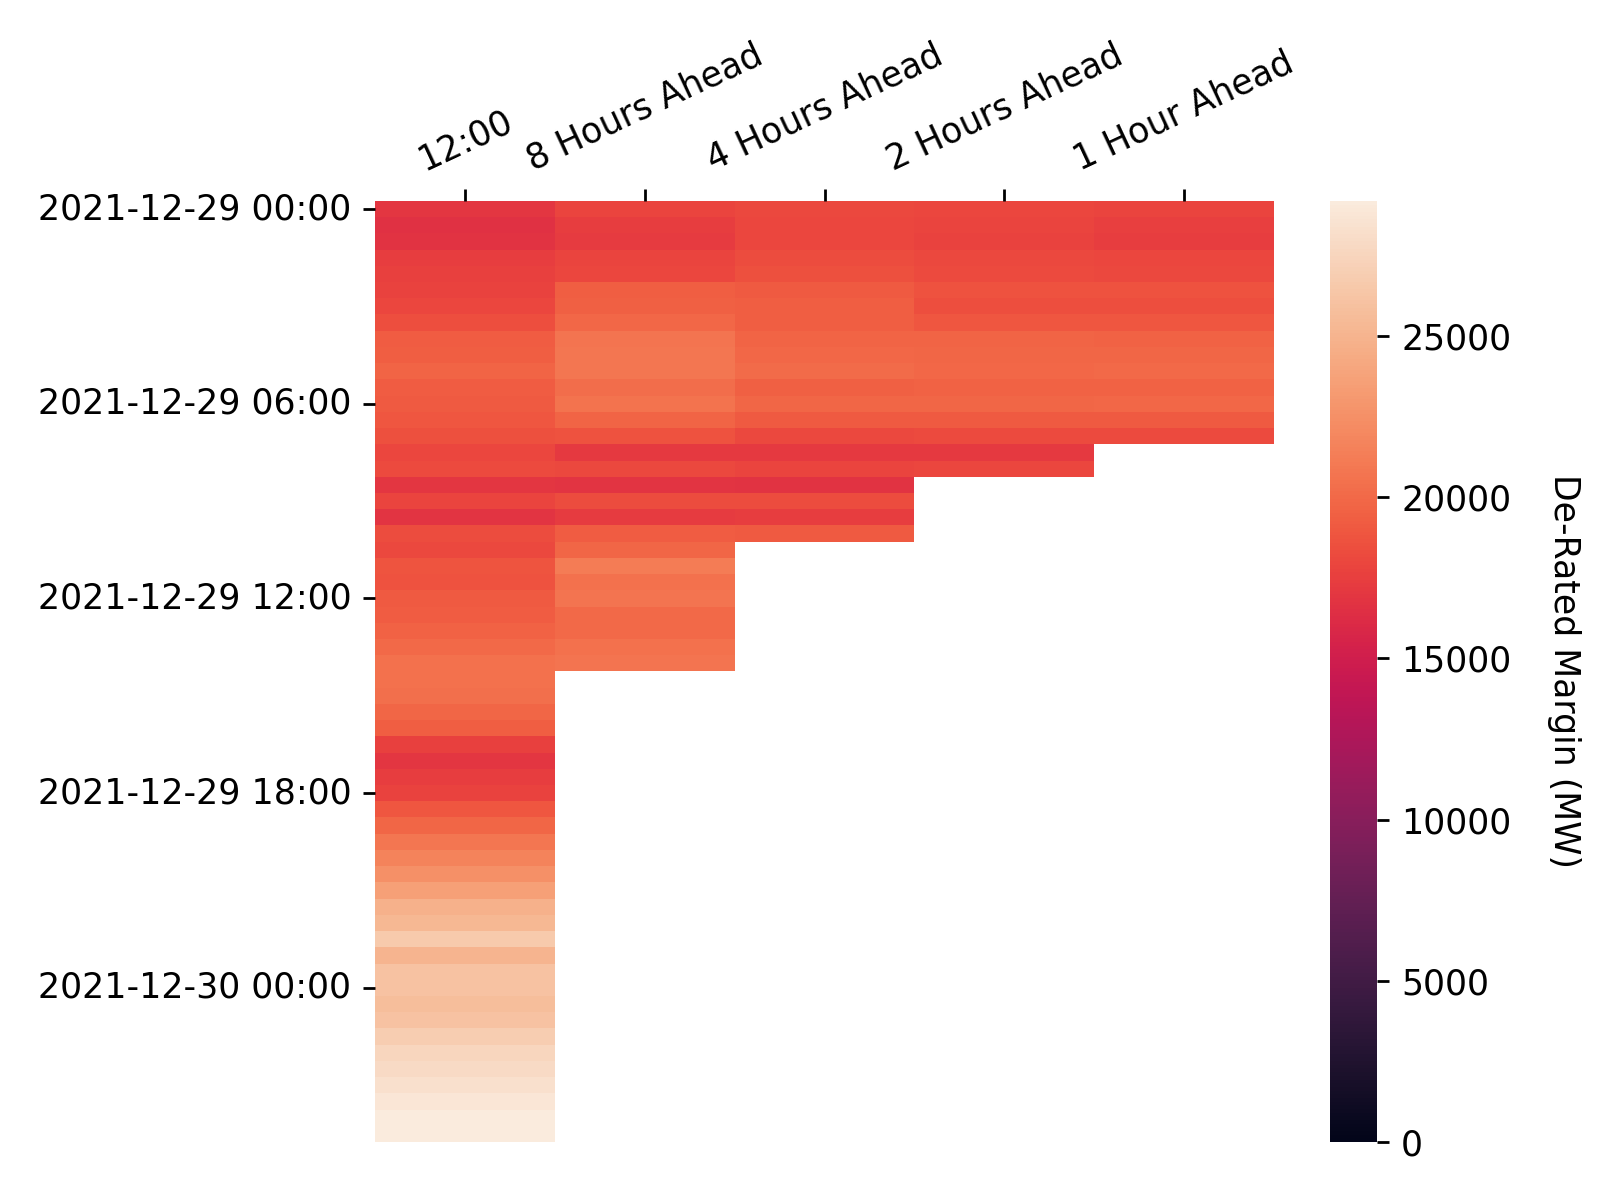 12:00
8 Hours Ahead
4 Hours Ahead
2 Hours Ahead
1 Hour Ahead
2021-12-29 00:00
2021-12-29 06:00
2021-12-29 12:00
2021-12-29 18:00
2021-12-30 00:00
25000
20000
15000
10000
5000
0
De-Rated Margin (MW)